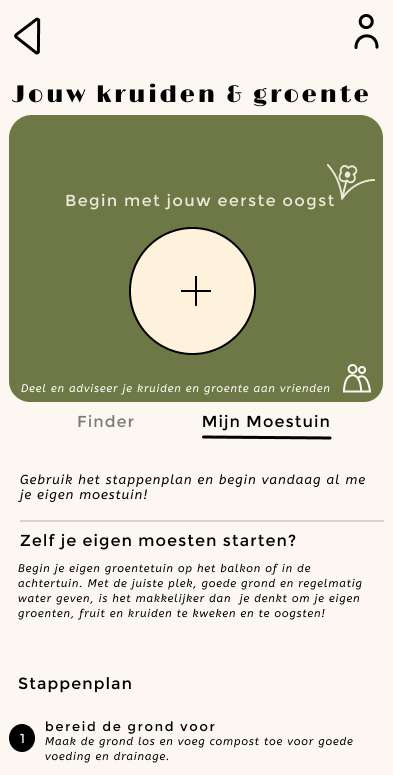 Jouw kruiden & groente
Begin met jouw eerste oogst
Deel en adviseer je kruiden en groente aan vrienden
Finder Mijn Moestuin
Gebruik het stappenplan en begin vandaag al me
je eigen moestuin!
Zelf je eigen moesten starten?
Begin je eigen groentetuin op het balkon of in de
achtertuin. Met de juiste plek, goede grond en regelmatig
water geven, is het makkelijker dan je denkt om je eigen
groenten, fruit en kruiden te kweken en te oogsten!
Stappenplan
1 bereid de grond voor
Maak de grond los en voeg compost toe voor goede
voeding en drainage.